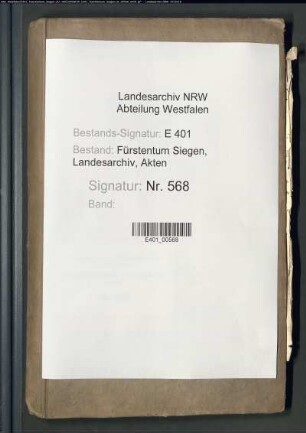 Landesarchiv NRW
Abteilung Westfalen
Bestands-Signatur: E 401
Bestand: Fürstentum Siegen,
Landesarchiv, Akten
Signatur: Nr. 568
Band:
E401_00568